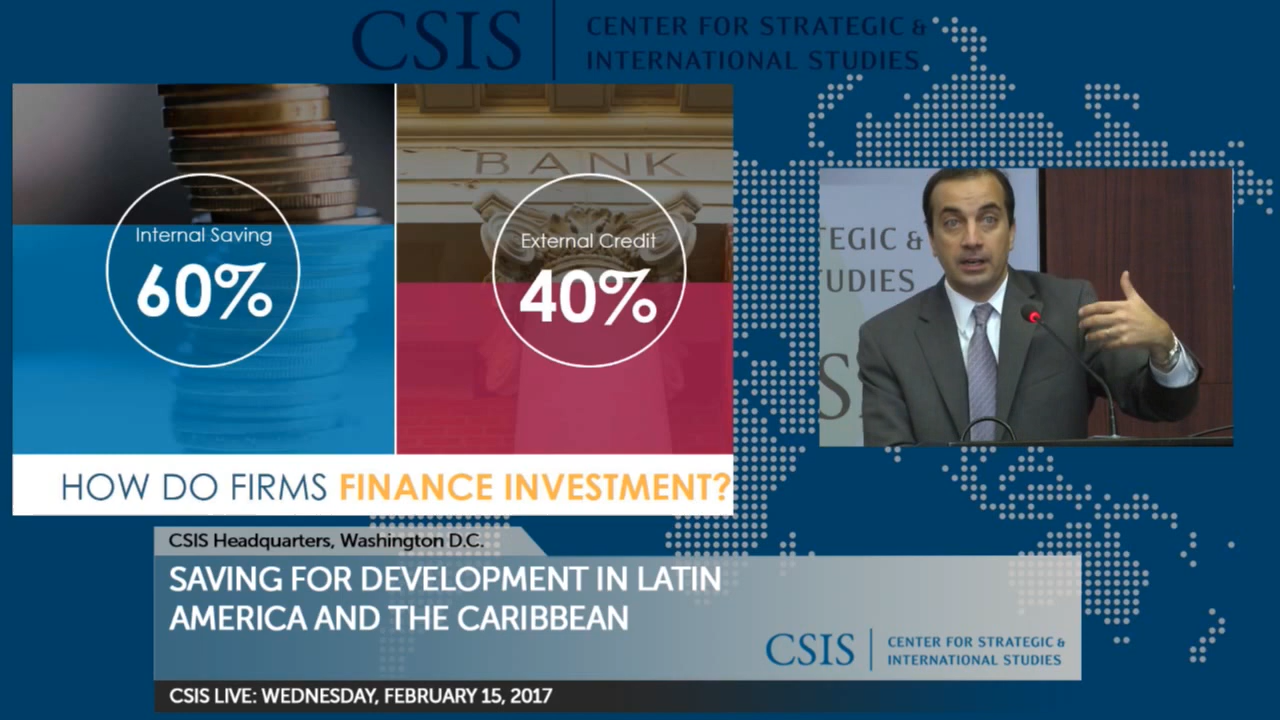 CSIS
CENTER FOR STRATEGIC &
INTERNATIONAL STUDIES
BANK
Internal Saving
60%
External Credit
40%
HOW DO FIRMS FINANCE INVESTMENT?
TEGIC &
UDIES
CSIS Headquarters, Washington D.C.
SAVING FOR DEVELOPMENT IN LATIN
AMERICA AND THE CARIBBEAN
CSIS
CENTER FOR STRATEGIC &
INTERNATIONAL STUDIES
CSIS LIVE: WEDNESDAY, FEBRUARY 15, 2017